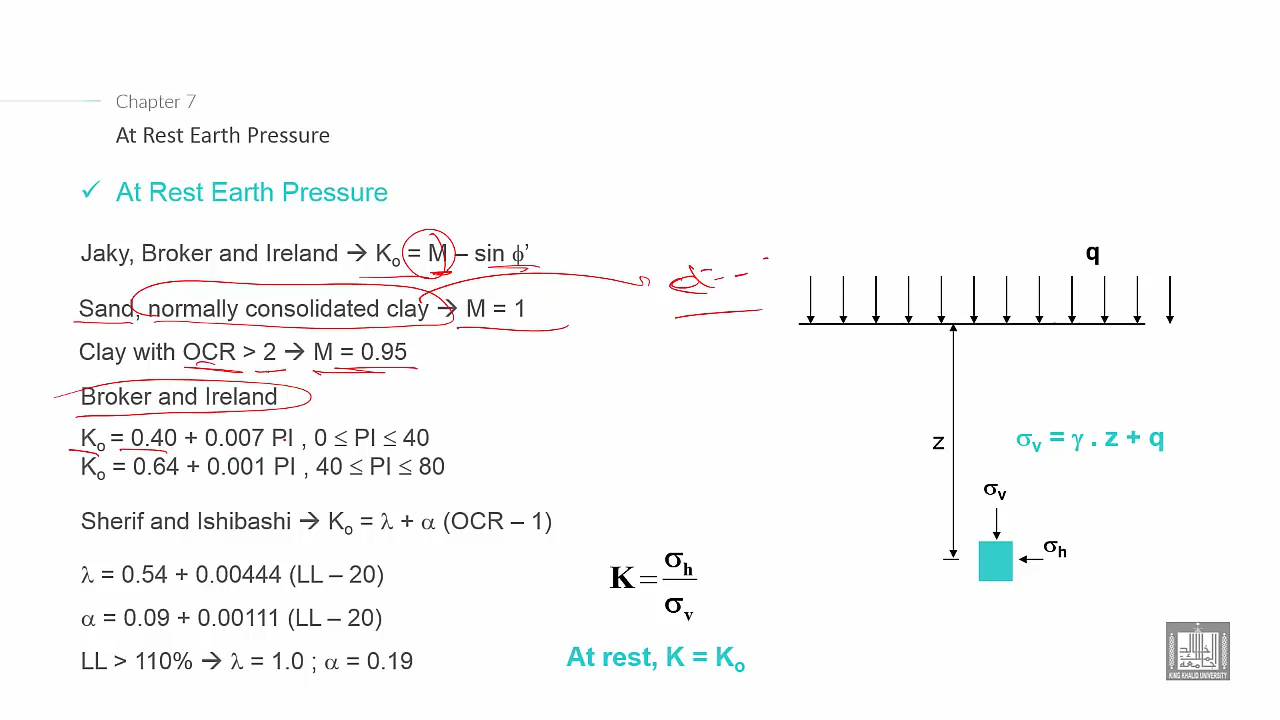 Chapter 7
At Rest Earth Pressure
✓ At Rest Earth Pressure
Jaky, Broker and Ireland → Ko = M – sin ϕ’
Sand, normally consolidated clay → M = 1
Clay with OCR > 2 → M = 0.95
Broker and Ireland
Ko = 0.40 + 0.007 PI , 0 ≤ PI ≤ 40
Ko = 0.64 + 0.001 PI , 40 ≤ PI ≤ 80
Sherif and Ishibashi → Ko = λ + α (OCR – 1)
λ = 0.54 + 0.00444 (LL – 20)
α = 0.09 + 0.00111 (LL – 20)
LL > 110% → λ = 1.0 ; α = 0.19
K = σh / σv
At rest, K = Ko
q
z
σv = γ . z + q
σv
σh
KING KHALID UNIVERSITY